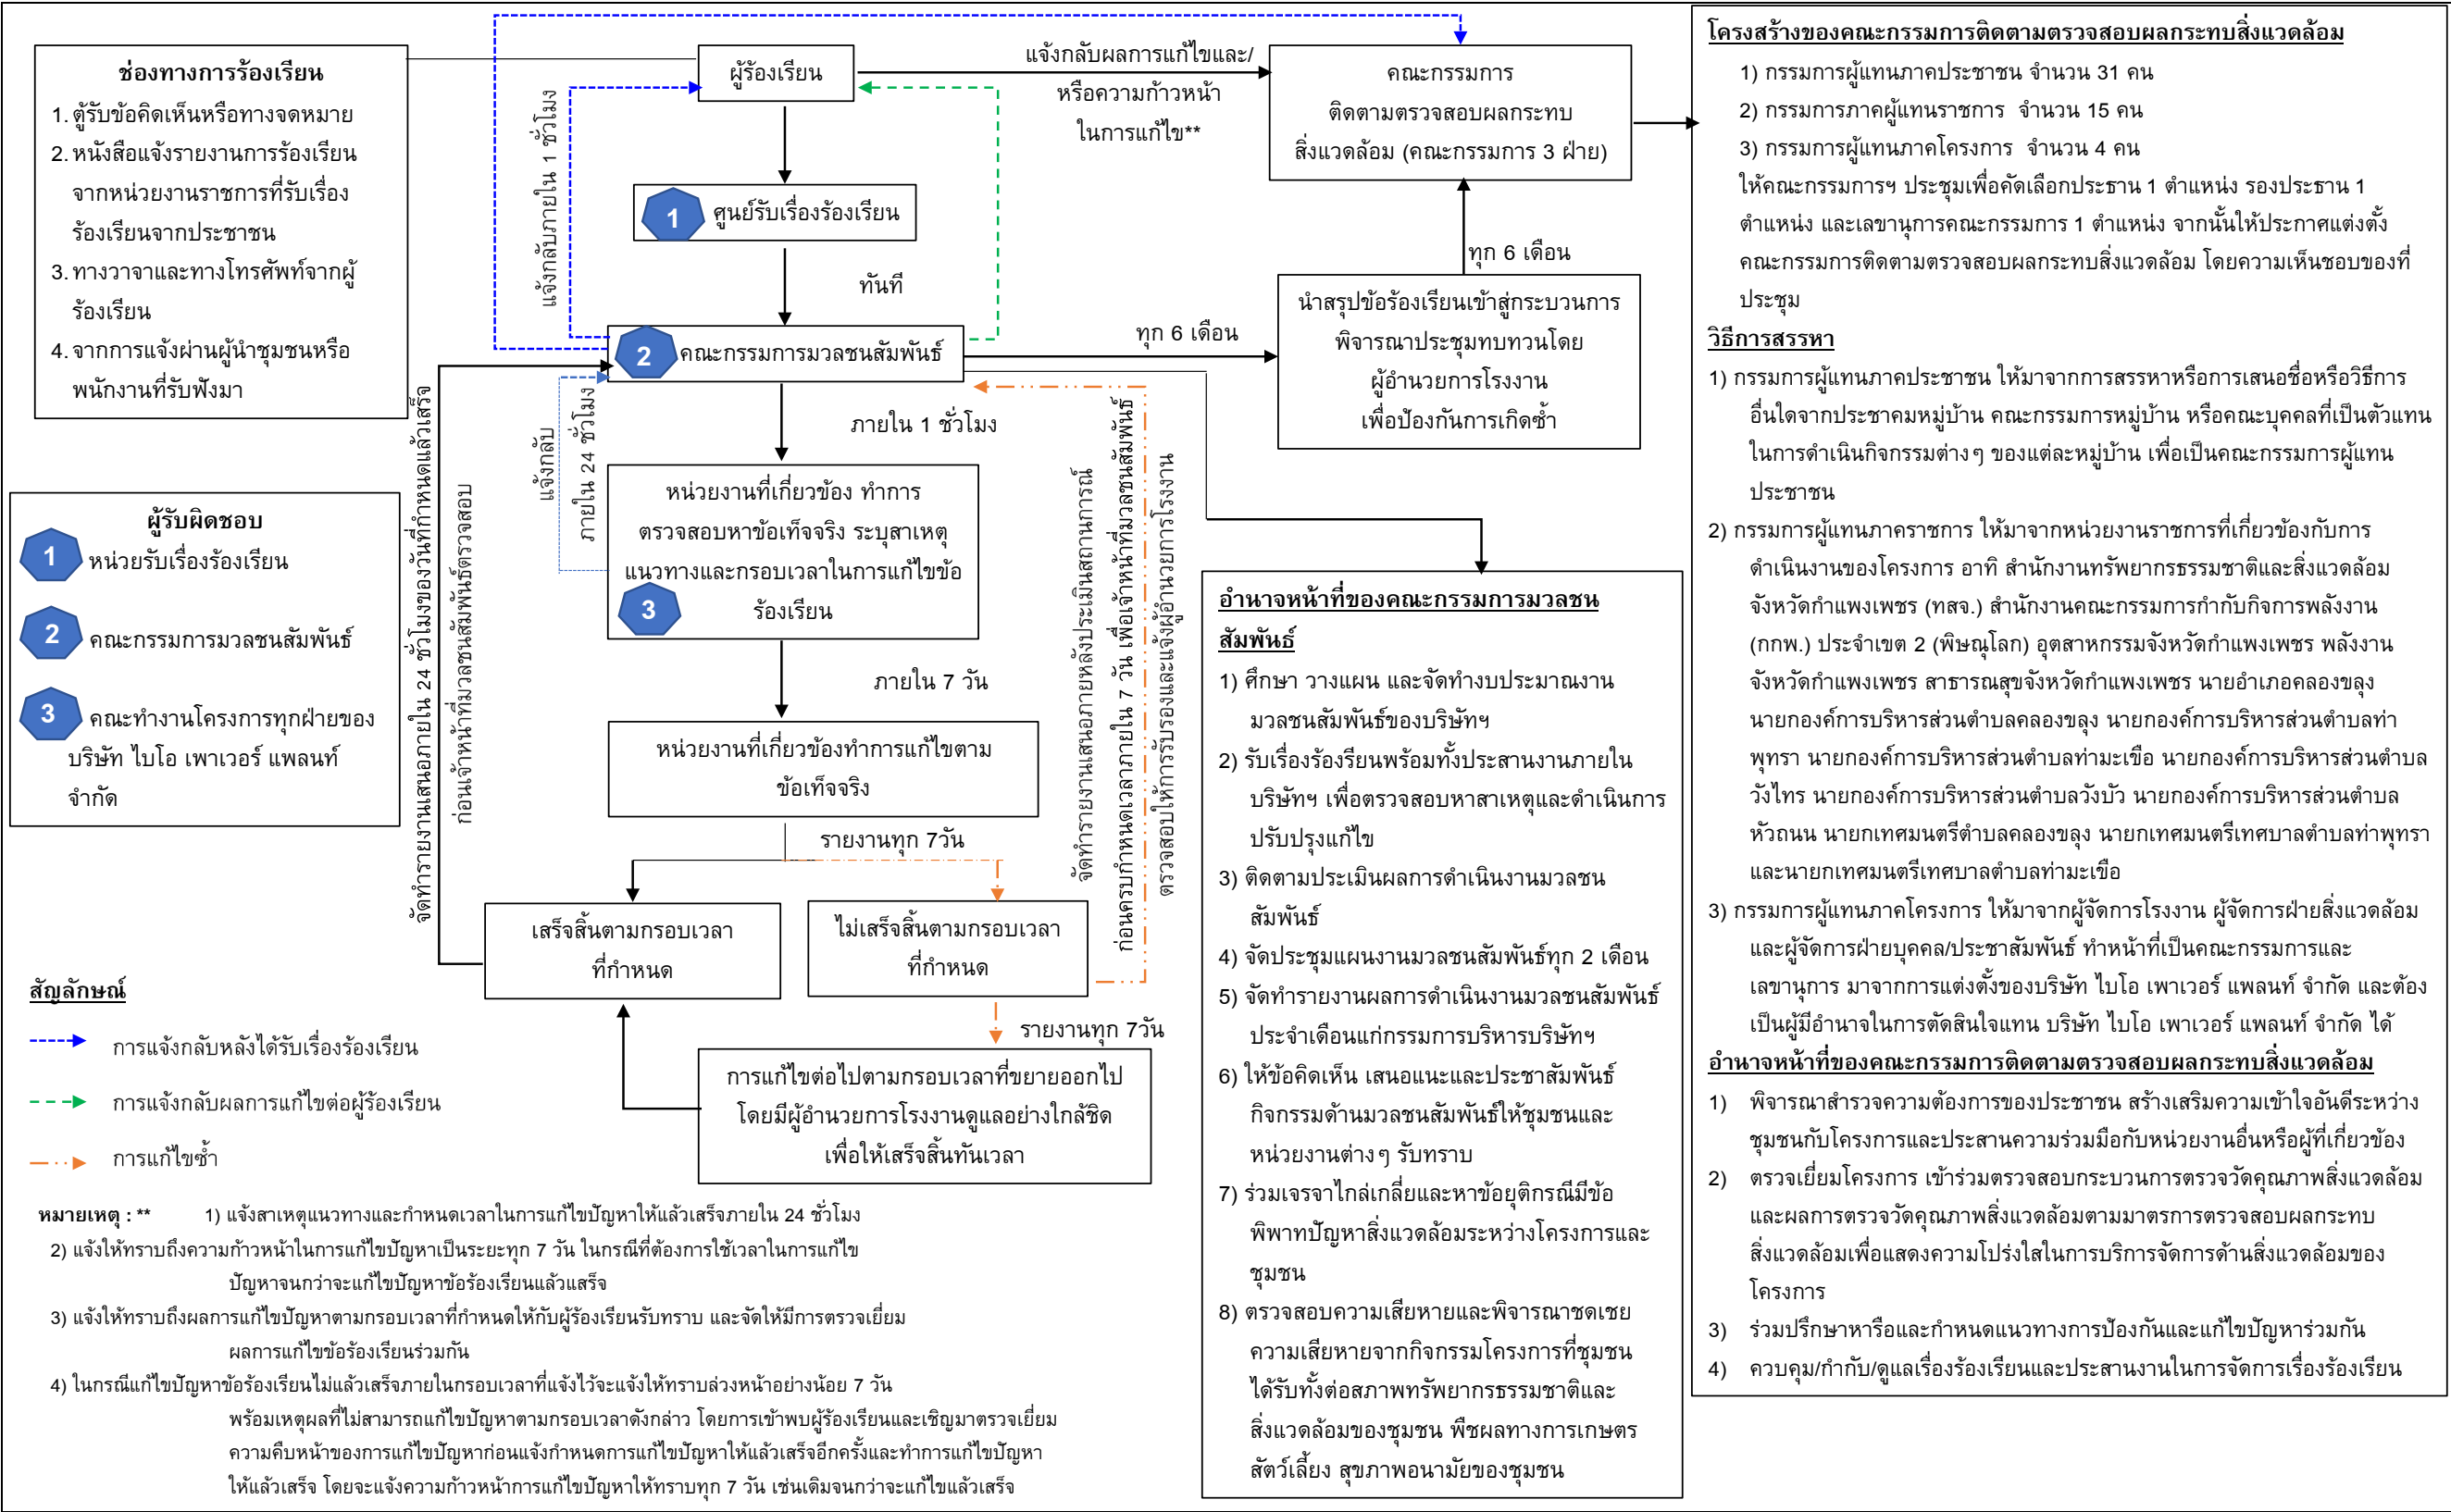 ช่องทางการร้องเรียน
1. ตู้รับข้อคิดเห็นหรือทางจดหมาย
2. หนังสือแจ้งรายงานการร้องเรียน
จากหน่วยงานราชการที่รับเรื่อง
ร้องเรียนจากประชาชน
3. ทางวาจาและทางโทรศัพท์จากผู้
ร้องเรียน
4. จากการแจ้งผ่านผู้นำชุมชนหรือ
พนักงานที่รับฟังมา
ผู้รับผิดชอบ
1 หน่วยรับเรื่องร้องเรียน
2 คณะกรรมการมวลชนสัมพันธ์
3 คณะทำงานโครงการทุกฝ่ายของ
บริษัท ไบโอ เพาเวอร์ แพลนท์
จำกัด
ผู้ร้องเรียน
แจ้งกลับภายใน 1 ชั่วโมง
แจ้งกลับผลการแก้ไขและ/
หรือความก้าวหน้า
ในการแก้ไข**
คณะกรรมการ
ติดตามตรวจสอบผลกระทบ
สิ่งแวดล้อม (คณะกรรมการ 3 ฝ่าย)
1 ศูนย์รับเรื่องร้องเรียน
ทันที
ทุก 6 เดือน
2 คณะกรรมการมวลชนสัมพันธ์
ทุก 6 เดือน
นำสรุปข้อร้องเรียนเข้าสู่กระบวนการ
พิจารณาประชุมทบทวนโดย
ผู้อำนวยการโรงงาน
เพื่อป้องกันการเกิดซ้ำ
ภายใน 1 ชั่วโมง
แจ้งกลับ
ภายใน 24 ชั่วโมง
หน่วยงานที่เกี่ยวข้อง ทำการ
ตรวจสอบหาข้อเท็จจริง ระบุสาเหตุ
แนวทางและกรอบเวลาในการแก้ไขข้อ
3 ร้องเรียน
ภายใน 7 วัน
หน่วยงานที่เกี่ยวข้องทำการแก้ไขตาม
ข้อเท็จจริง
รายงานทุก 7วัน
เสร็จสิ้นตามกรอบเวลา
ที่กำหนด
ไม่เสร็จสิ้นตามกรอบเวลา
ที่กำหนด
รายงานทุก 7วัน
การแก้ไขต่อไปตามกรอบเวลาที่ขยายออกไป
โดยมีผู้อำนวยการโรงงานดูแลอย่างใกล้ชิด
เพื่อให้เสร็จสิ้นทันเวลา
จัดทำรายงานเสนอภายใน 24 ชั่วโมงของวันที่กำหนดแล้วเสร็จ
ก่อนเจ้าหน้าที่มวลชนสัมพันธ์ตรวจสอบ
จัดทำรายงานเสนอภายหลังประเมินสถานการณ์
ก่อนครบกำหนดเวลาภายใน 7 วัน เพื่อเจ้าหน้าที่มวลชนสัมพันธ์
ตรวจสอบให้การรับรองและแจ้งผู้อำนวยการโรงงาน
อำนาจหน้าที่ของคณะกรรมการมวลชน
สัมพันธ์
1) ศึกษา วางแผน และจัดทำงบประมาณงาน
มวลชนสัมพันธ์ของบริษัทฯ
2) รับเรื่องร้องเรียนพร้อมทั้งประสานงานภายใน
บริษัทฯ เพื่อตรวจสอบหาสาเหตุและดำเนินการ
ปรับปรุงแก้ไข
3) ติดตามประเมินผลการดำเนินงานมวลชน
สัมพันธ์
4) จัดประชุมแผนงานมวลชนสัมพันธ์ทุก 2 เดือน
5) จัดทำรายงานผลการดำเนินงานมวลชนสัมพันธ์
ประจำเดือนแก่กรรมการบริหารบริษัทฯ
6) ให้ข้อคิดเห็น เสนอแนะและประชาสัมพันธ์
กิจกรรมด้านมวลชนสัมพันธ์ให้ชุมชนและ
หน่วยงานต่างๆ รับทราบ
7) ร่วมเจรจาไกล่เกลี่ยและหาข้อยุติกรณีมีข้อ
พิพาทปัญหาสิ่งแวดล้อมระหว่างโครงการและ
ชุมชน
8) ตรวจสอบความเสียหายและพิจารณาชดเชย
ความเสียหายจากกิจกรรมโครงการที่ชุมชน
ได้รับทั้งต่อสภาพทรัพยากรธรรมชาติและ
สิ่งแวดล้อมของชุมชน พืชผลทางการเกษตร
สัตว์เลี้ยง สุขภาพอนามัยของชุมชน
โครงสร้างของคณะกรรมการติดตามตรวจสอบผลกระทบสิ่งแวดล้อม
1) กรรมการผู้แทนภาคประชาชน จำนวน 31 คน
2) กรรมการภาคผู้แทนราชการ จำนวน 15 คน
3) กรรมการผู้แทนภาคโครงการ จำนวน 4 คน
ให้คณะกรรมการฯ ประชุมเพื่อคัดเลือกประธาน 1 ตำแหน่ง รองประธาน 1
ตำแหน่ง และเลขานุการคณะกรรมการ 1 ตำแหน่ง จากนั้นให้ประกาศแต่งตั้ง
คณะกรรมการติดตามตรวจสอบผลกระทบสิ่งแวดล้อม โดยความเห็นชอบของที่
ประชุม
วิธีการสรรหา
1) กรรมการผู้แทนภาคประชาชน ให้มาจากการสรรหาหรือการเสนอชื่อหรือวิธีการ
อื่นใดจากประชาคมหมู่บ้าน คณะกรรมการหมู่บ้าน หรือคณะบุคคลที่เป็นตัวแทน
ในการดำเนินกิจกรรมต่างๆ ของแต่ละหมู่บ้าน เพื่อเป็นคณะกรรมการผู้แทน
ประชาชน
2) กรรมการผู้แทนภาคราชการ ให้มาจากหน่วยงานราชการที่เกี่ยวข้องกับการ
ดำเนินงานของโครงการ อาทิ สำนักงานทรัพยากรธรรมชาติและสิ่งแวดล้อม
จังหวัดกำแพงเพชร (ทสจ.) สำนักงานคณะกรรมการกำกับกิจการพลังงาน
(กกพ.) ประจำเขต 2 (พิษณุโลก) อุตสาหกรรมจังหวัดกำแพงเพชร พลังงาน
จังหวัดกำแพงเพชร สาธารณสุขจังหวัดกำแพงเพชร นายอำเภอคลองขลุง
นายกองค์การบริหารส่วนตำบลคลองขลุง นายกองค์การบริหารส่วนตำบลท่า
พุทรา นายกองค์การบริหารส่วนตำบลท่ามะเขือ นายกองค์การบริหารส่วนตำบล
วังไทร นายกองค์การบริหารส่วนตำบลวังบัว นายกองค์การบริหารส่วนตำบล
หัวถนน นายกเทศมนตรีตำบลคลองขลุง นายกเทศมนตรีเทศบาลตำบลท่าพุทรา
และนายกเทศมนตรีเทศบาลตำบลท่ามะเขือ
3) กรรมการผู้แทนภาคโครงการ ให้มาจากผู้จัดการโรงงาน ผู้จัดการฝ่ายสิ่งแวดล้อม
และผู้จัดการฝ่ายบุคคล/ประชาสัมพันธ์ ทำหน้าที่เป็นคณะกรรมการและ
เลขานุการ มาจากการแต่งตั้งของบริษัท ไบโอ เพาเวอร์ แพลนท์ จำกัด และต้อง
เป็นผู้มีอำนาจในการตัดสินใจแทน บริษัท ไบโอ เพาเวอร์ แพลนท์ จำกัด ได้
อำนาจหน้าที่ของคณะกรรมการติดตามตรวจสอบผลกระทบสิ่งแวดล้อม
1) พิจารณาสำรวจความต้องการของประชาชน สร้างเสริมความเข้าใจอันดีระหว่าง
ชุมชนกับโครงการและประสานความร่วมมือกับหน่วยงานอื่นหรือผู้ที่เกี่ยวข้อง
2) ตรวจเยี่ยมโครงการ เข้าร่วมตรวจสอบกระบวนการตรวจวัดคุณภาพสิ่งแวดล้อม
และผลการตรวจวัดคุณภาพสิ่งแวดล้อมตามมาตรการตรวจสอบผลกระทบ
สิ่งแวดล้อมเพื่อแสดงความโปร่งใสในการบริการจัดการด้านสิ่งแวดล้อมของ
โครงการ
3) ร่วมปรึกษาหารือและกำหนดแนวทางการป้องกันและแก้ไขปัญหาร่วมกัน
4) ควบคุม/กำกับ/ดูแลเรื่องร้องเรียนและประสานงานในการจัดการเรื่องร้องเรียน
สัญลักษณ์
การแจ้งกลับหลังได้รับเรื่องร้องเรียน
การแจ้งกลับผลการแก้ไขต่อผู้ร้องเรียน
การแก้ไขซ้ำ
หมายเหตุ : ** 1) แจ้งสาเหตุแนวทางและกำหนดเวลาในการแก้ไขปัญหาให้แล้วเสร็จภายใน 24 ชั่วโมง
2) แจ้งให้ทราบถึงความก้าวหน้าในการแก้ไขปัญหาเป็นระยะทุก 7 วัน ในกรณีที่ต้องการใช้เวลาในการแก้ไข
ปัญหาจนกว่าจะแก้ไขปัญหาข้อร้องเรียนแล้วแสร็จ
3) แจ้งให้ทราบถึงผลการแก้ไขปัญหาตามกรอบเวลาที่กำหนดให้กับผู้ร้องเรียนรับทราบ และจัดให้มีการตรวจเยี่ยม
ผลการแก้ไขข้อร้องเรียนร่วมกัน
4) ในกรณีแก้ไขปัญหาข้อร้องเรียนไม่แล้วเสร็จภายในกรอบเวลาที่แจ้งไว้จะแจ้งให้ทราบล่วงหน้าอย่างน้อย 7 วัน
พร้อมเหตุผลที่ไม่สามารถแก้ไขปัญหาตามกรอบเวลาดังกล่าว โดยการเข้าพบผู้ร้องเรียนและเชิญมาตรวจเยี่ยม
ความคืบหน้าของการแก้ไขปัญหาก่อนแจ้งกำหนดการแก้ไขปัญหาให้แล้วเสร็จอีกครั้งและทำการแก้ไขปัญหา
ให้แล้วเสร็จ โดยจะแจ้งความก้าวหน้าการแก้ไขปัญหาให้ทราบทุก 7 วัน เช่นเดิมจนกว่าจะแก้ไขแล้วเสร็จ